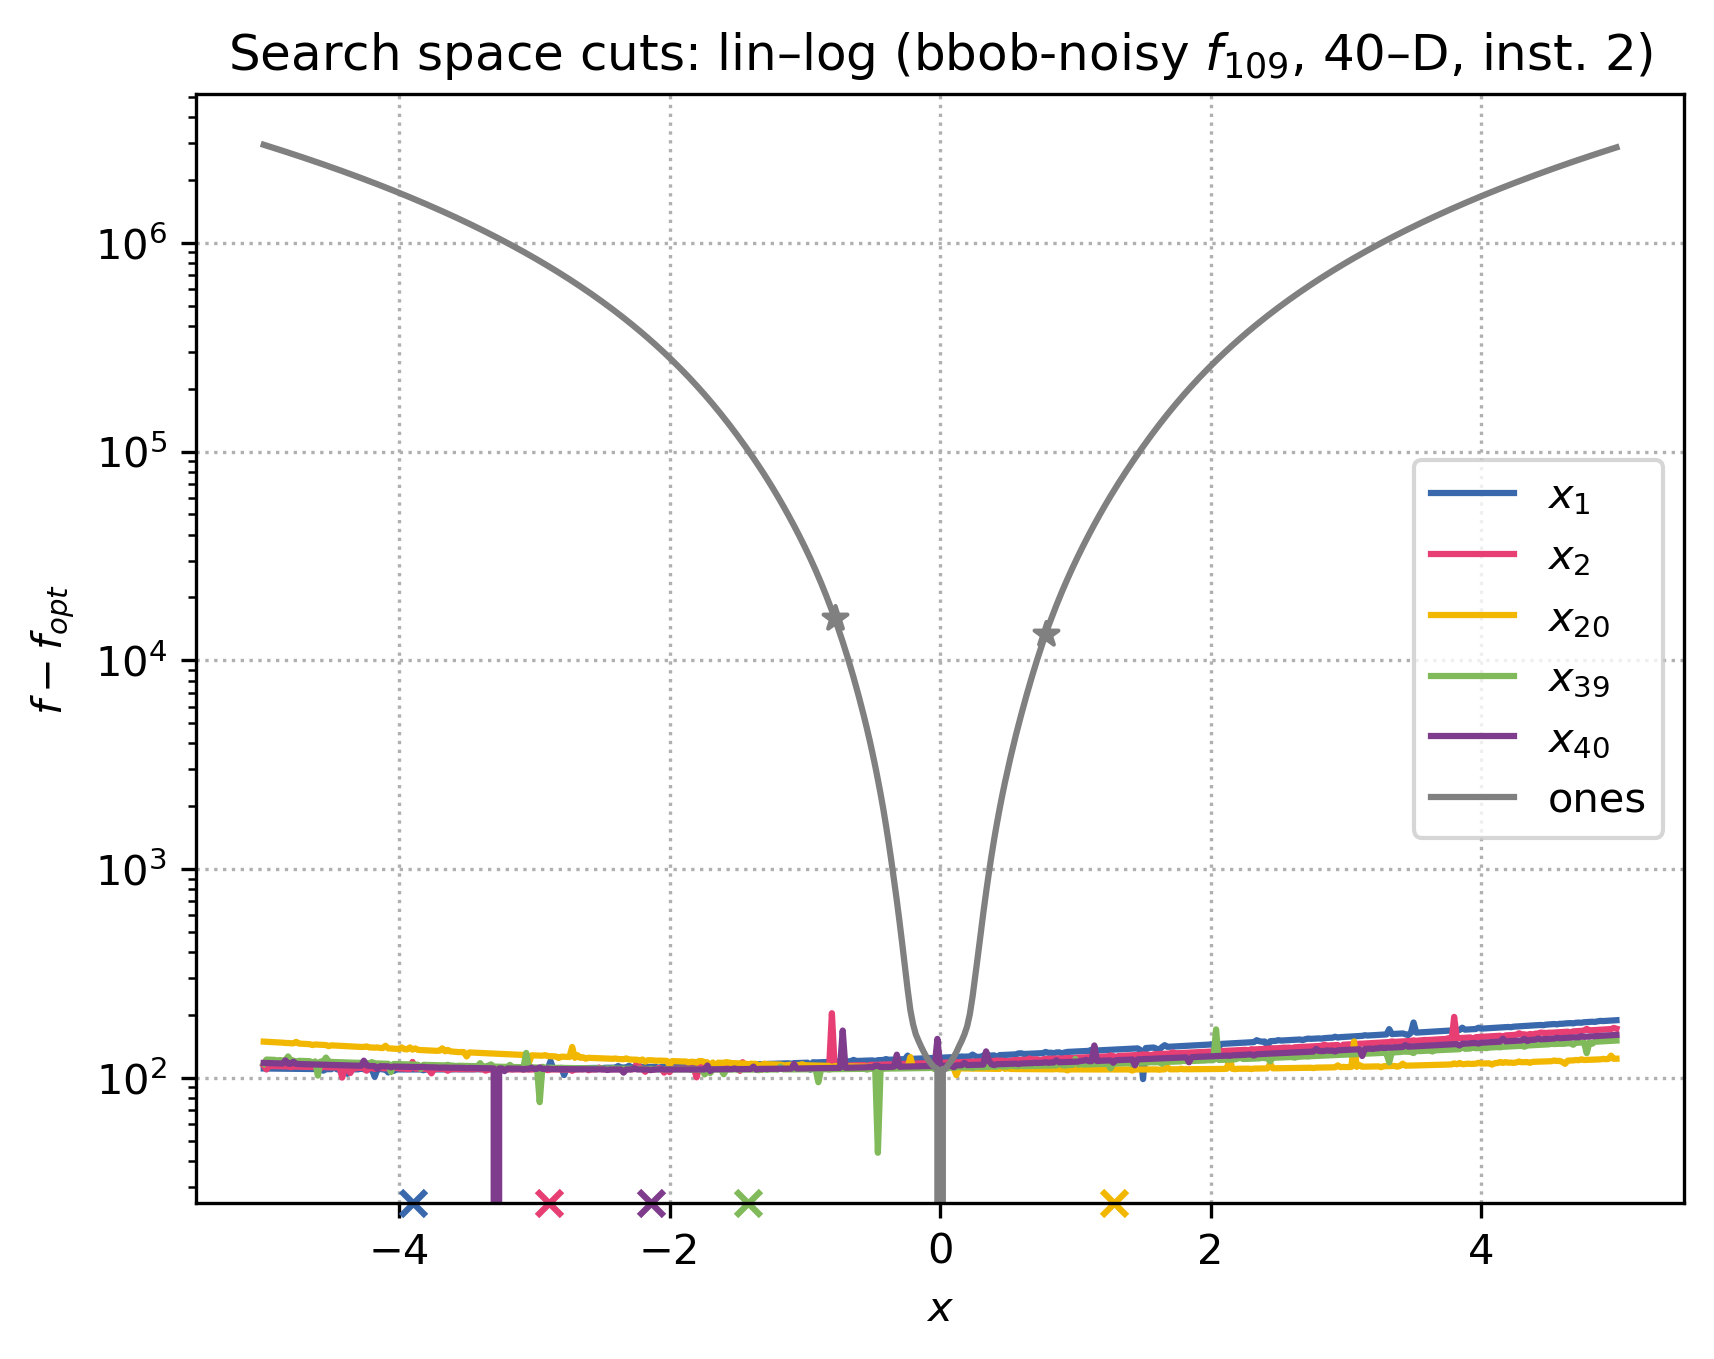 Search space cuts: lin–log (bbob-noisy f109, 40–D, inst. 2)
10^6
10^5
10^4
10^3
10^2
f − fopt
x1
x2
x20
x39
x40
ones
−4 −2 0 2 4
x